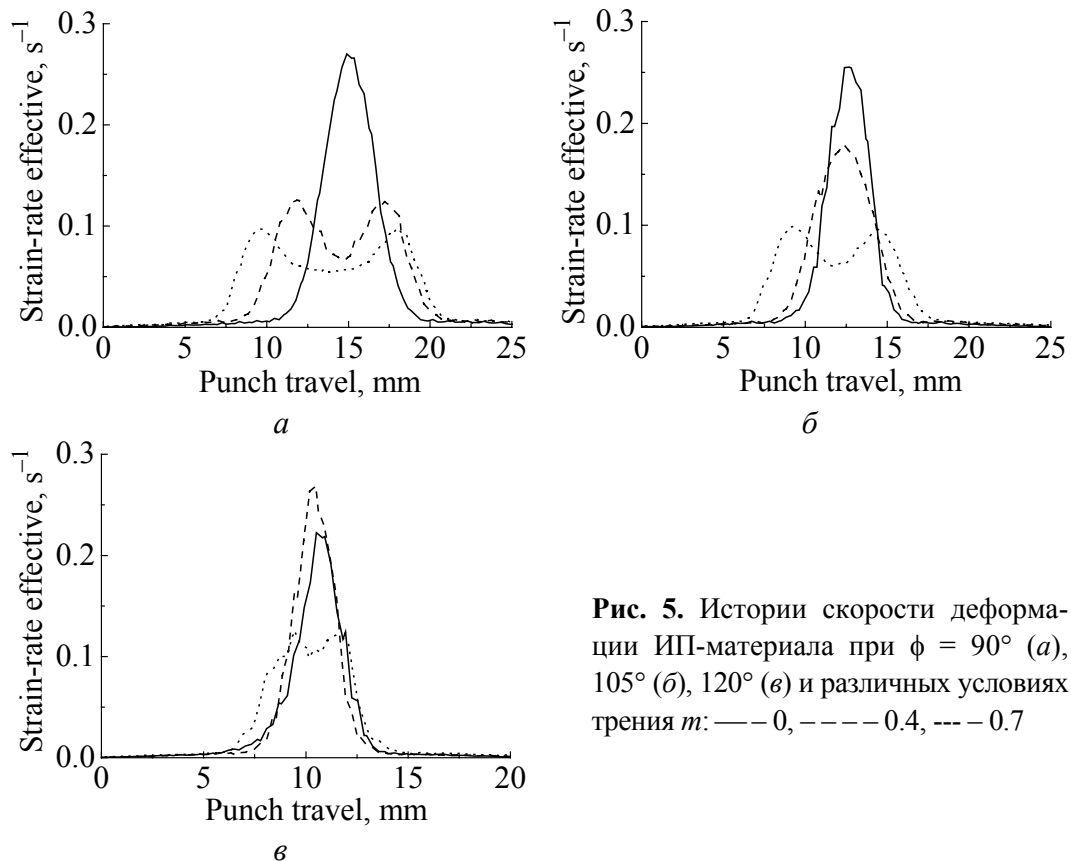 Strain-rate effective, s⁻¹
0.3
0.2
0.1
0.0
0 5 10 15 20 25
Punch travel, mm
а
Strain-rate effective, s⁻¹
0.3
0.2
0.1
0.0
0 5 10 15 20 25
Punch travel, mm
б
Strain-rate effective, s⁻¹
0.3
0.2
0.1
0.0
0 5 10 15 20
Punch travel, mm
в
Рис. 5. Истории скорости деформа-
ции ИП-материала при ϕ = 90° (а),
105° (б), 120° (в) и различных условиях
трения m: —– – 0, – – – – 0.4, --- – 0.7